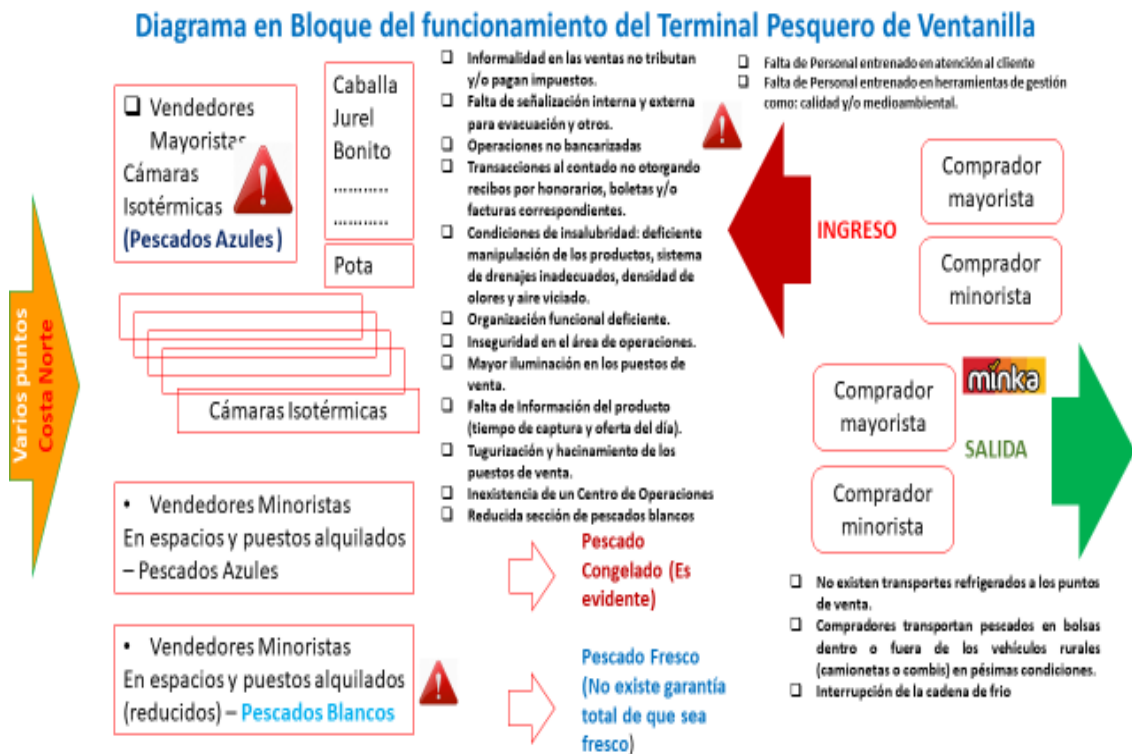 Diagrama en Bloque del funcionamiento del Terminal Pesquero de Ventanilla
Varios puntos
Costa Norte
❑ Vendedores
Mayoristas
Cámaras
Isotérmicas
(Pescados Azules )
Caballa
Jurel
Bonito
...........
...........
Pota
Cámaras Isotérmicas
• Vendedores Minoristas
En espacios y puestos alquilados
– Pescados Azules
• Vendedores Minoristas
En espacios y puestos alquilados
(reducidos) – Pescados Blancos
❑ Informalidad en las ventas no tributan
y/o pagan impuestos.
❑ Falta de señalización interna y externa
para evacuación y otros.
❑ Operaciones no bancarizadas
❑ Transacciones al contado no otorgando
recibos por honorarios, boletas y/o
facturas correspondientes.
❑ Condiciones de insalubridad: deficiente
manipulación de los productos, sistema
de drenajes inadecuados, densidad de
olores y aire viciado.
❑ Organización funcional deficiente.
❑ Inseguridad en el área de operaciones.
❑ Mayor iluminación en los puestos de
venta.
❑ Falta de Información del producto
(tiempo de captura y oferta del día).
❑ Tugurización y hacinamiento de los
puestos de venta.
❑ Inexistencia de un Centro de Operaciones
❑ Reducida sección de pescados blancos
Pescado
Congelado (Es
evidente)
Pescado Fresco
(No existe garantía
total de que sea
fresco)
❑ Falta de Personal entrenado en atención al cliente
❑ Falta de Personal entrenado en herramientas de gestión
como: calidad y/o medioambiental.
INGRESO
Comprador
mayorista
Comprador
minorista
Comprador
mayorista
minka
SALIDA
Comprador
minorista
❑ No existen transportes refrigerados a los puntos
de venta.
❑ Compradores transportan pescados en bolsas
dentro o fuera de los vehículos rurales
(camionetas o combis) en pésimas condiciones.
❑ Interrupción de la cadena de frio